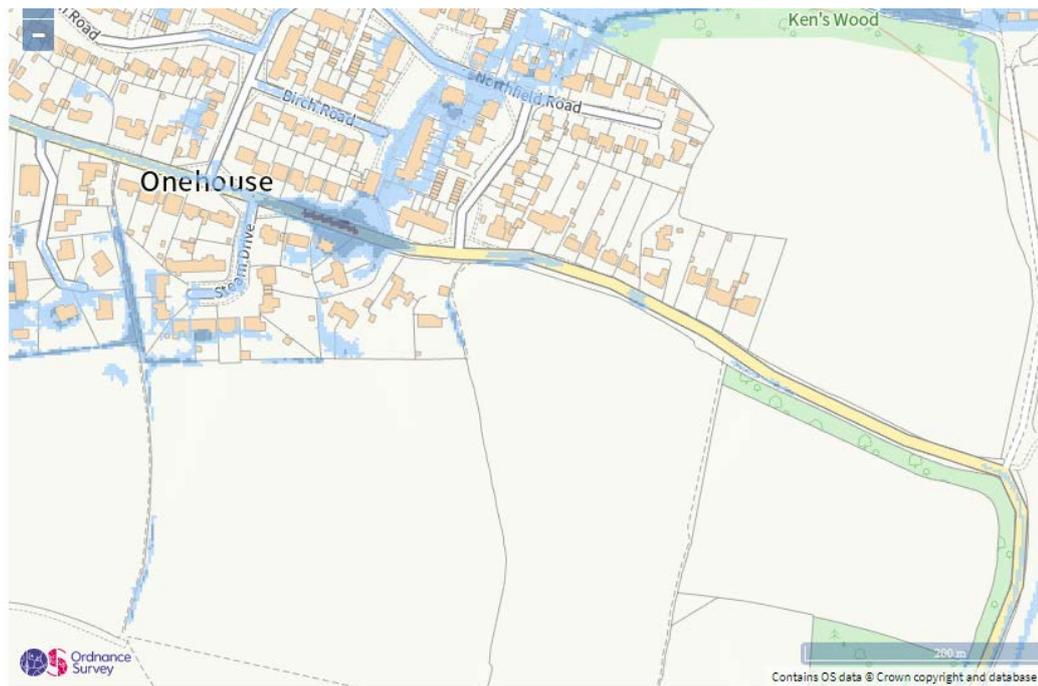 Road
Ken's Wood
Northfield Road
Birch Road
Onehouse
Stearn Drive
200 m
Ordnance
Survey
Contains OS data © Crown copyright and database